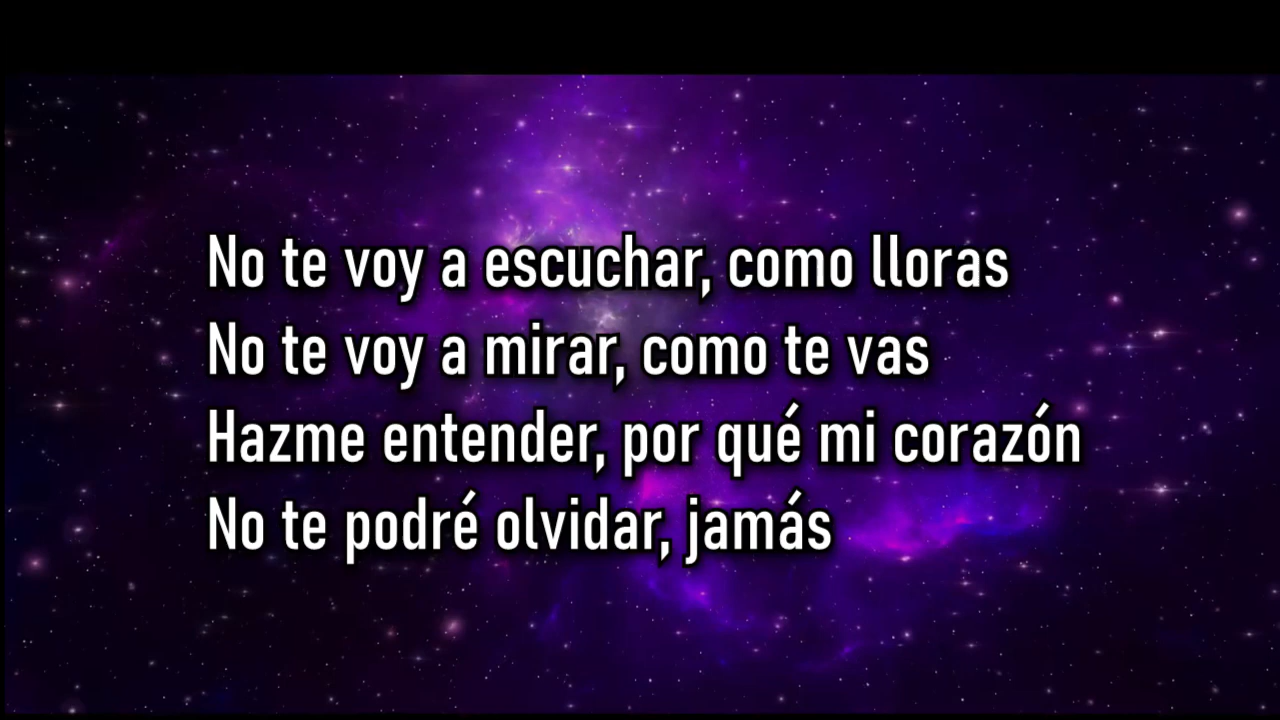 No te voy a escuchar, como lloras
No te voy a mirar, como te vas
Hazme entender, por qué mi corazón
No te podré olvidar, jamás